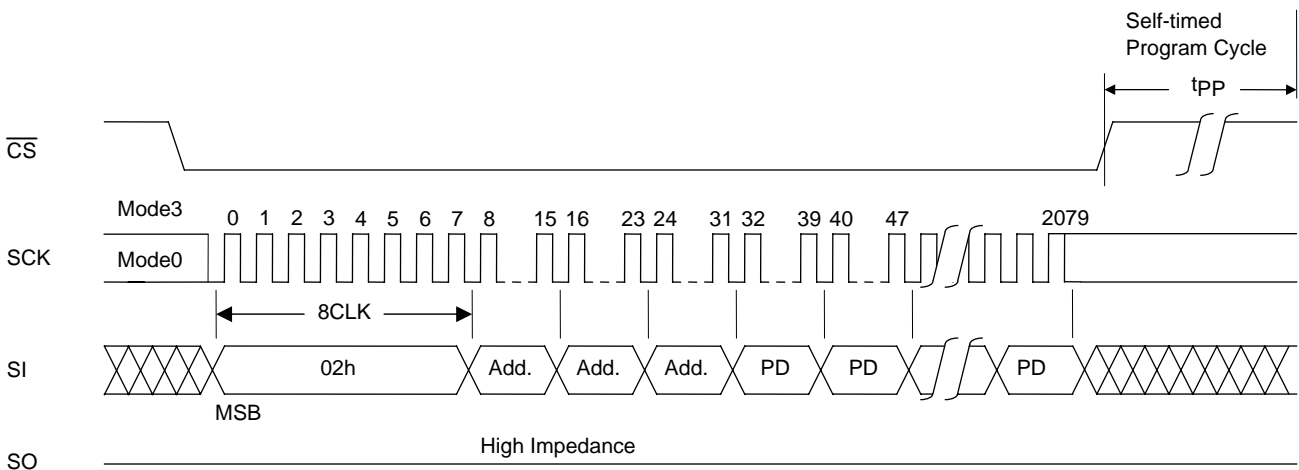 Self-timed
Program Cycle
tPP
CS
Mode3
0 1 2 3 4 5 6 7 8 15 16 23 24 31 32 39 40 47 2079
SCK
Mode0
8CLK
SI
02h Add. Add. Add. PD PD PD
MSB
High Impedance
SO